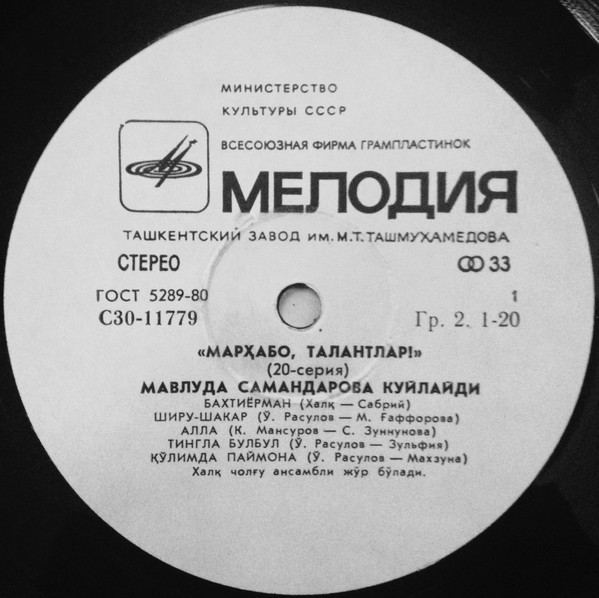 МИНИСТЕРСТВО
КУЛЬТУРЫ СССР
ВСЕСОЮЗНАЯ ФИРМА ГРАМПЛАСТИНОК
МЕЛОДИЯ
ТАШКЕНТСКИЙ ЗАВОД ИМ. М.Т. ТАШМУХАМЕДОВА
СТЕРЕО 33
ГОСТ 5289-80 1
С30-11779 Гр. 2. 1-20
«МАРҲАБО, ТАЛАНТЛАР!»
(20-серия)
МАВЛУДА САМАНДАРОВА КУЙЛАЙДИ
БАХТИЁРМАН (Халқ — Сабрий)
ШИРУ-ШАКАР (Ў. Расулов — М. Ғаффорова)
АЛЛА (К. Мансуров — С. Зуннунова)
ТИНГЛА БУЛБУЛ (Ў. Расулов — Зульфия)
ҚЎЛИМДА ПАЙМОНА (Ў. Расулов — Махзуна)
Халқ чолғу ансамбли жўр бўлади.